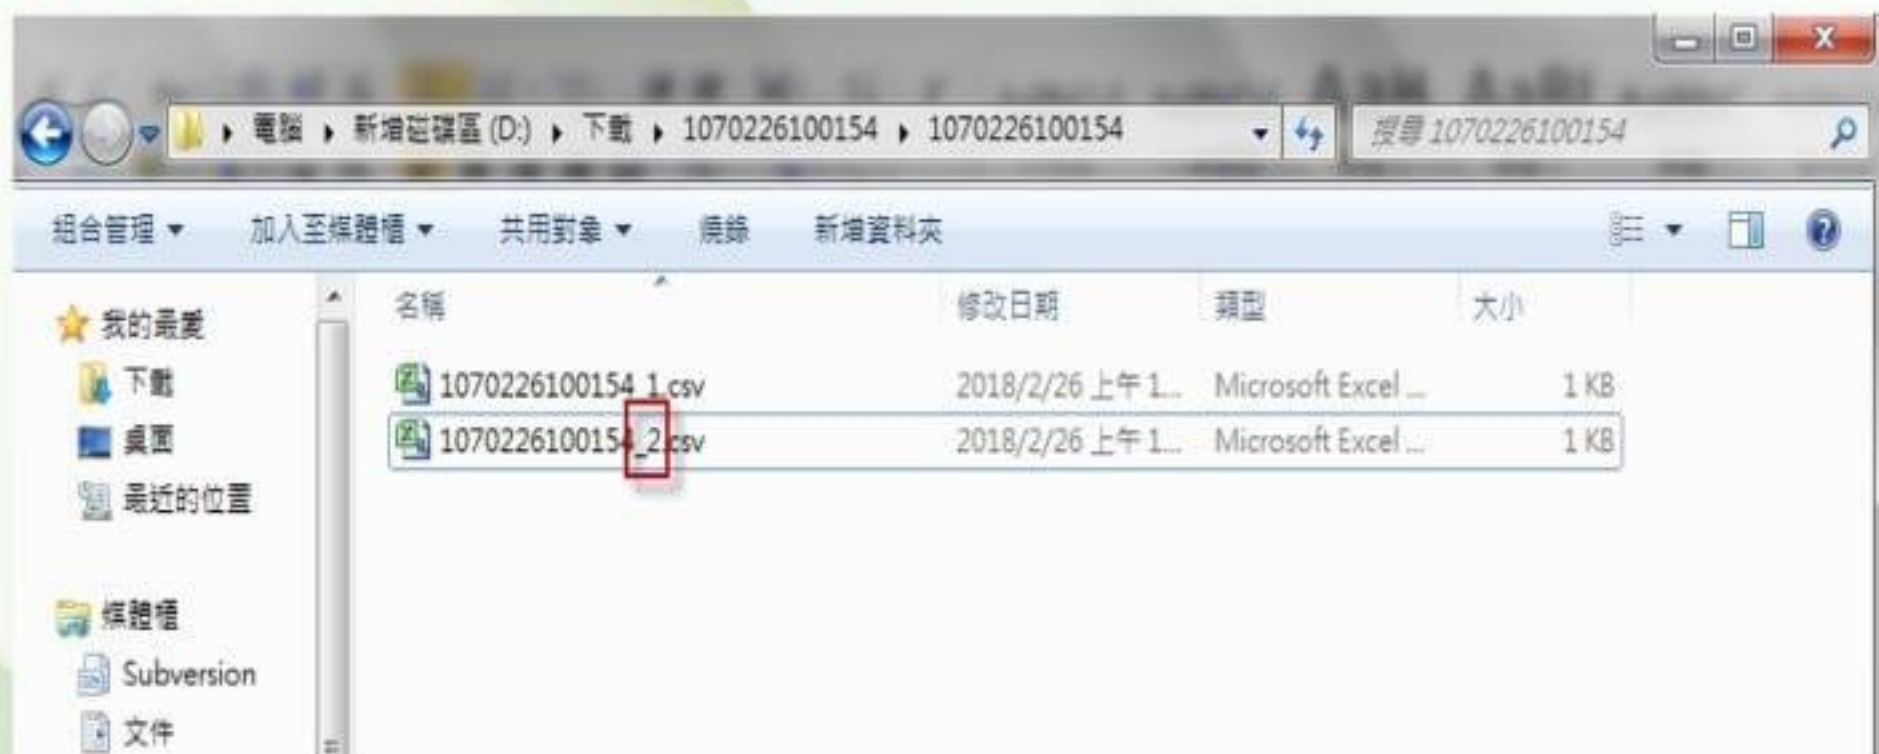 電腦 新增磁碟區 (D:) 下載 1070226100154 1070226100154 搜尋 1070226100154
組合管理 加入至媒體櫃 共用對象 燒錄 新增資料夾
我的最愛
下載
桌面
最近的位置
媒體櫃
Subversion
文件
名稱 修改日期 類型 大小
1070226100154_1.csv 2018/2/26 上午 1... Microsoft Excel ... 1 KB
1070226100154_2.csv 2018/2/26 上午 1... Microsoft Excel ... 1 KB